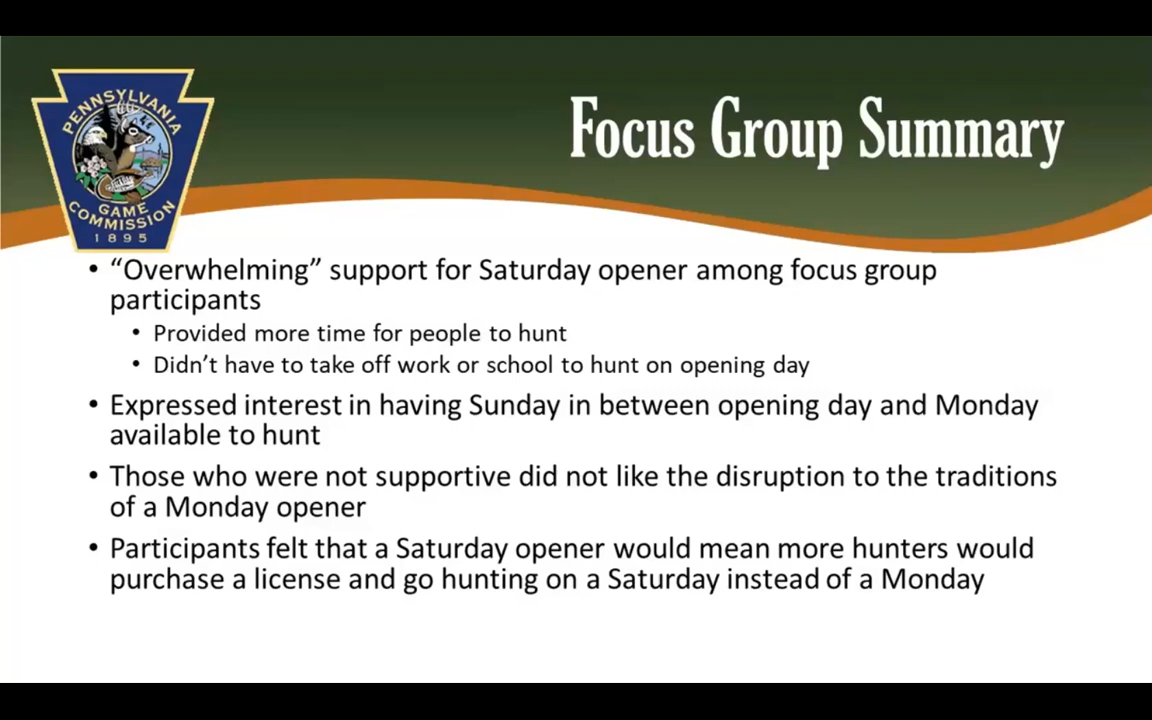 PENNSYLVANIA
GAME
COMMISSION
1895
Focus Group Summary
• “Overwhelming” support for Saturday opener among focus group
participants
• Provided more time for people to hunt
• Didn’t have to take off work or school to hunt on opening day
• Expressed interest in having Sunday in between opening day and Monday
available to hunt
• Those who were not supportive did not like the disruption to the traditions
of a Monday opener
• Participants felt that a Saturday opener would mean more hunters would
purchase a license and go hunting on a Saturday instead of a Monday